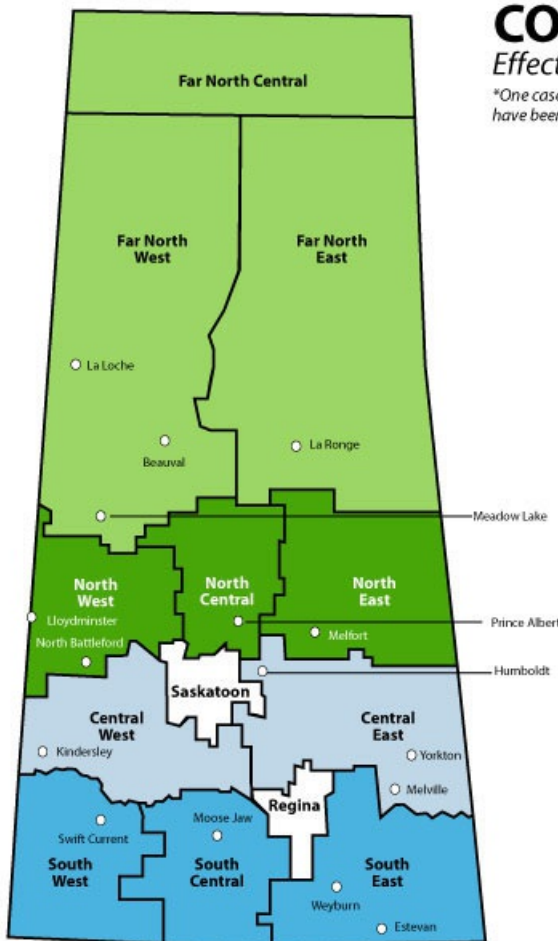 CO
Effect
*One case
have been
Far North Central
Far North
West
Far North
East
La Loche
Beauval
La Ronge
Meadow Lake
North
West
North
Central
North
East
Lloydminster
Prince Albert
North Battleford
Melfort
Saskatoon
Humboldt
Central
West
Central
East
Kindersley
Yorkton
Melville
Regina
Swift Current
Moose Jaw
South
West
South
Central
South
East
Weyburn
Estevan